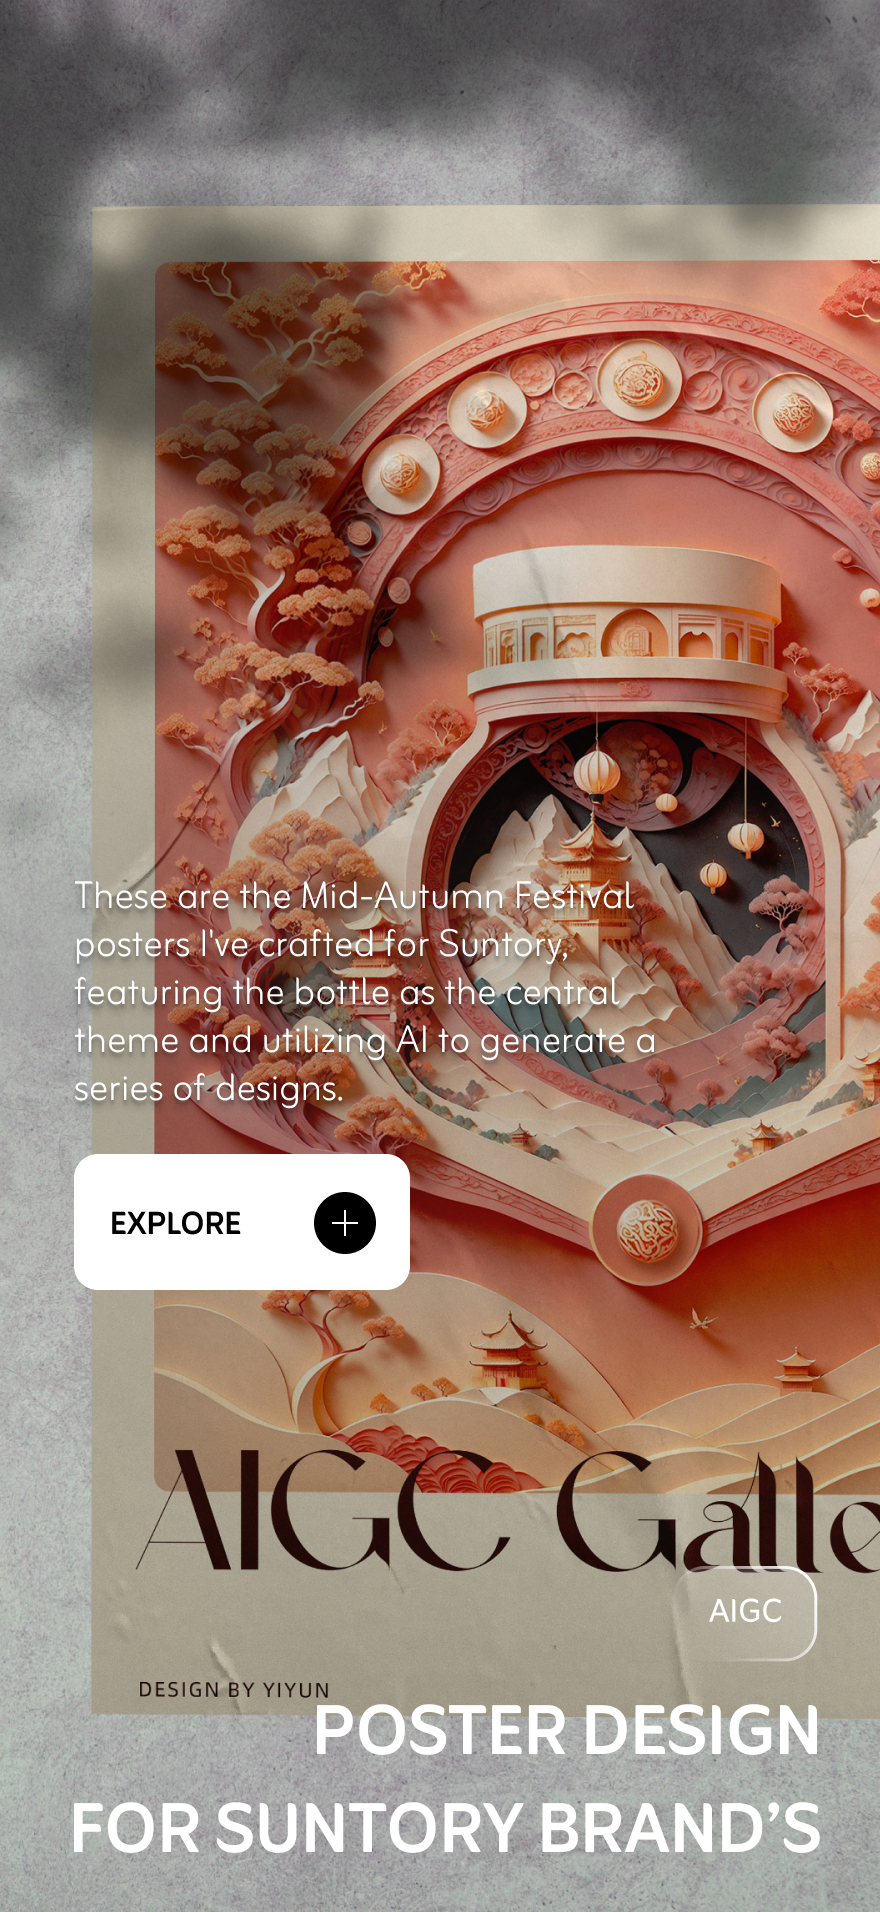 These are the Mid-Autumn Festival
posters I've crafted for Suntory,
featuring the bottle as the central
theme and utilizing AI to generate a
series of designs.
EXPLORE
AIGC Galle
AIGC
DESIGN BY YIYUN
POSTER DESIGN
FOR SUNTORY BRAND’S